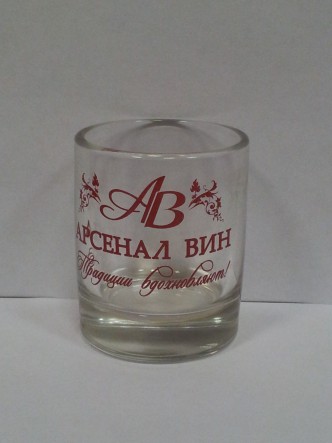 АВ
АРСЕНАЛ ВИН
Традиции вдохновляют!